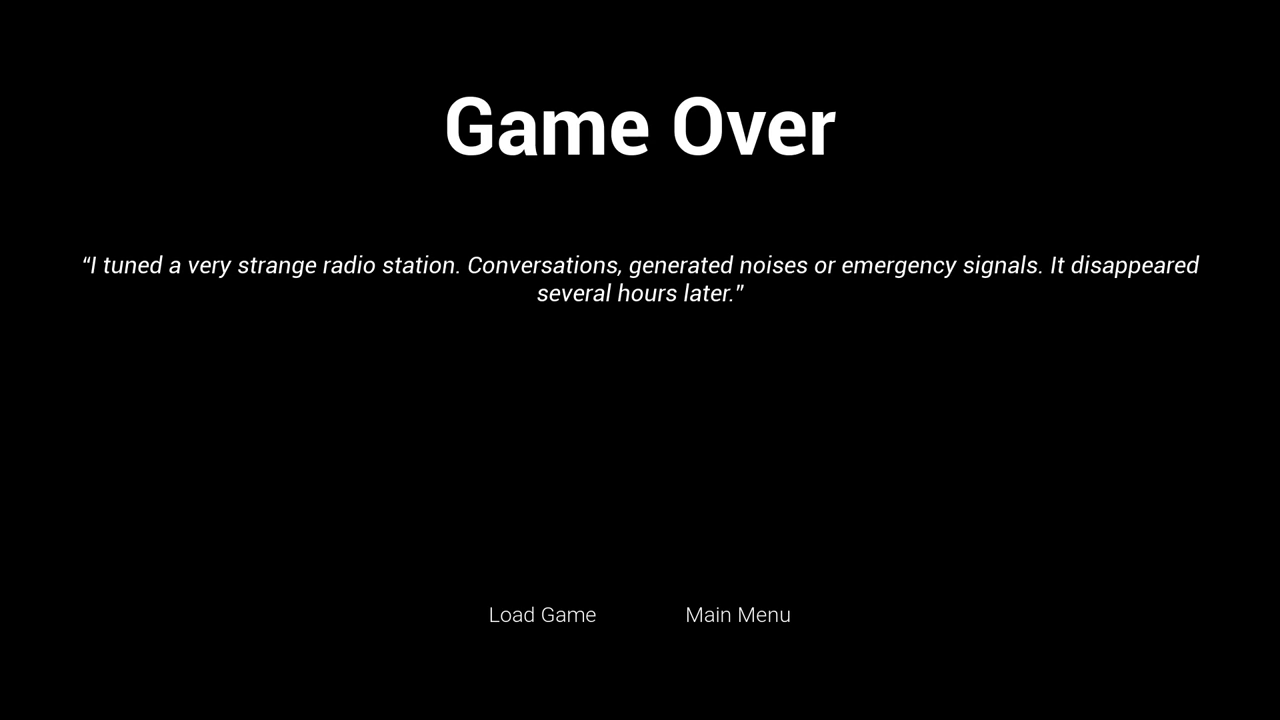 Game Over
“I tuned a very strange radio station. Conversations, generated noises or emergency signals. It disappeared
several hours later.”
Load Game
Main Menu